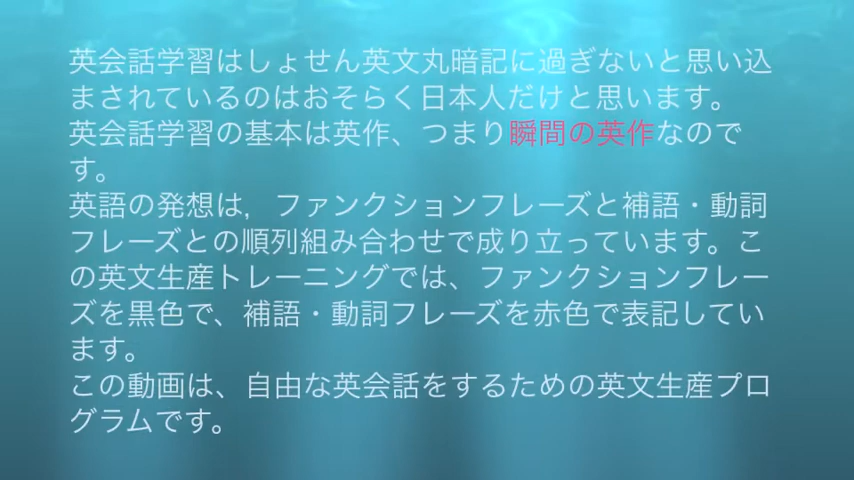 英会話学習はしょせん英文丸暗記に過ぎないと思い込
まされているのはおそらく日本人だけと思います。
英会話学習の基本は英作、つまり瞬間の英作なので
す。
英語の発想は，ファンクションフレーズと補語・動詞
フレーズとの順列組み合わせで成り立っています。こ
の英文生産トレーニングでは、ファンクションフレー
ズを黒色で、補語・動詞フレーズを赤色で表記してい
ます。
この動画は、自由な英会話をするための英文生産プロ
グラムです。